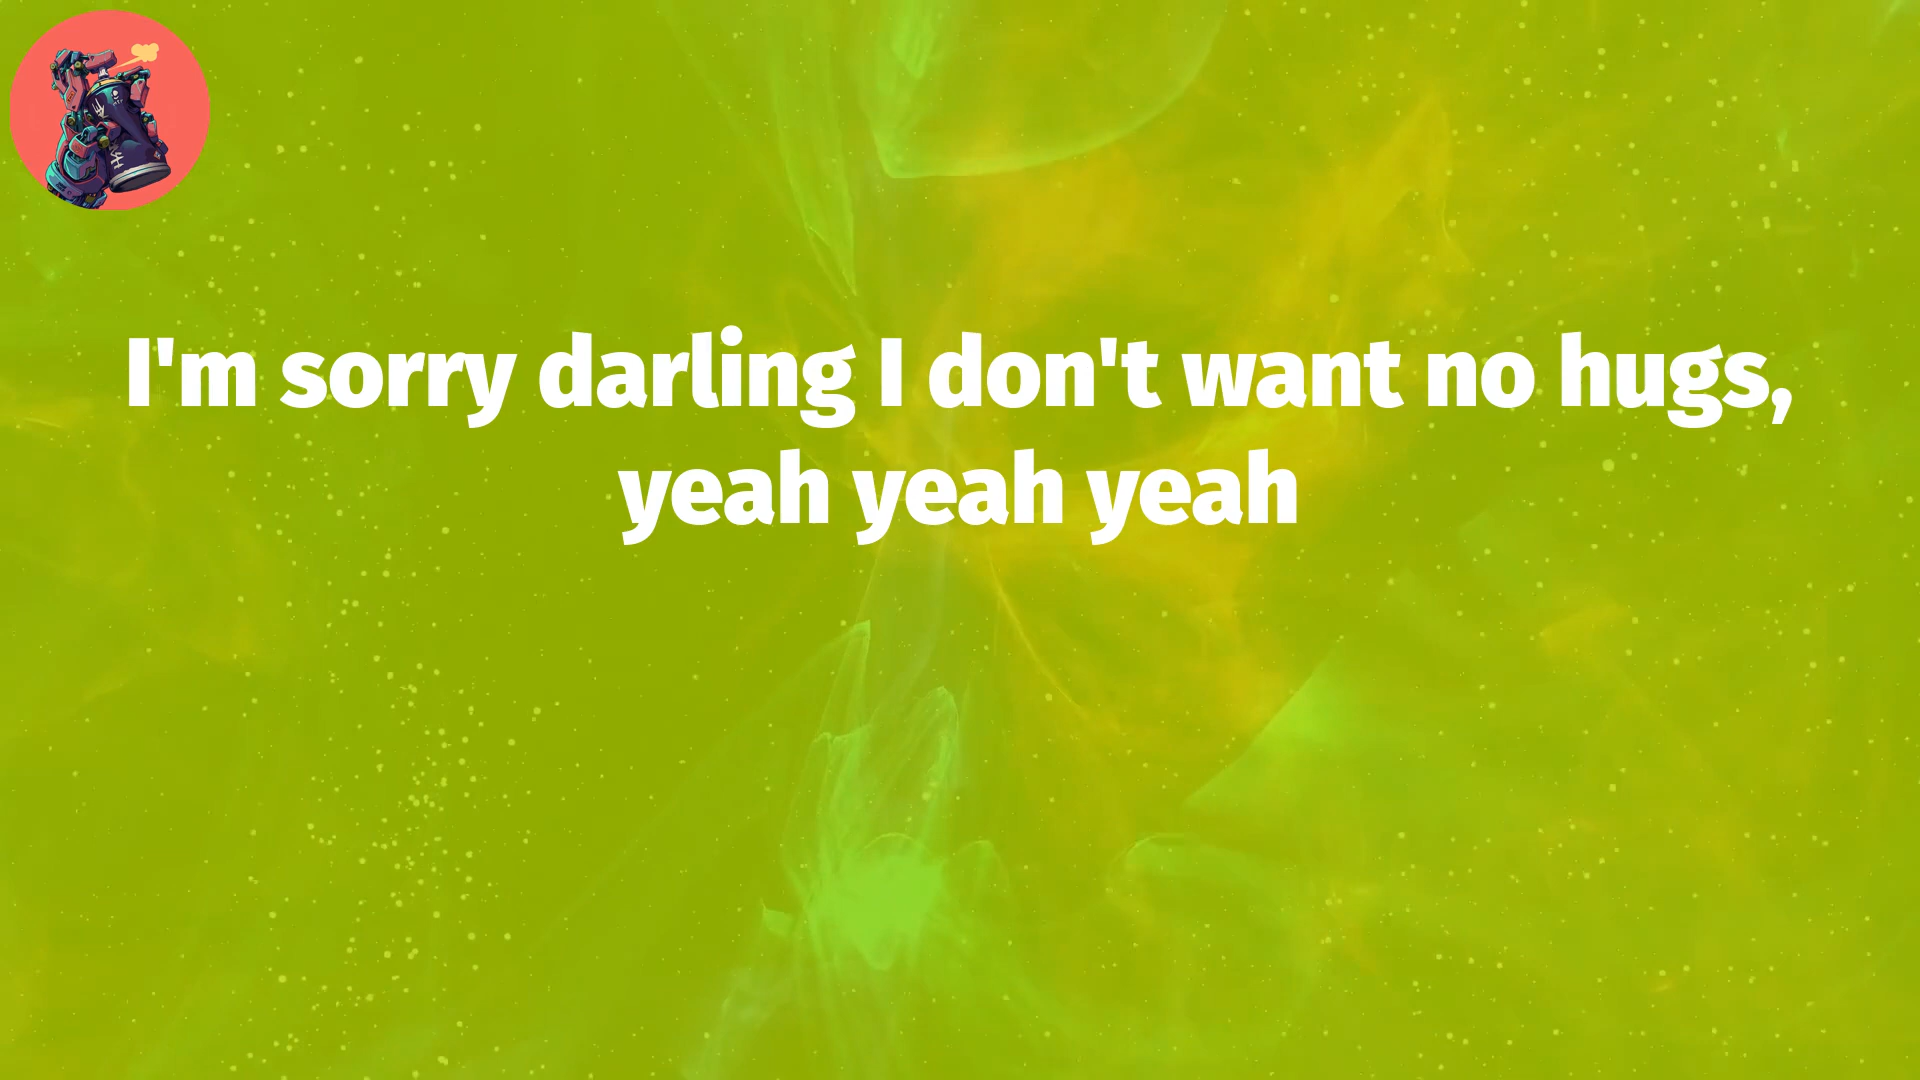 I'm sorry darling I don't want no hugs,
yeah yeah yeah